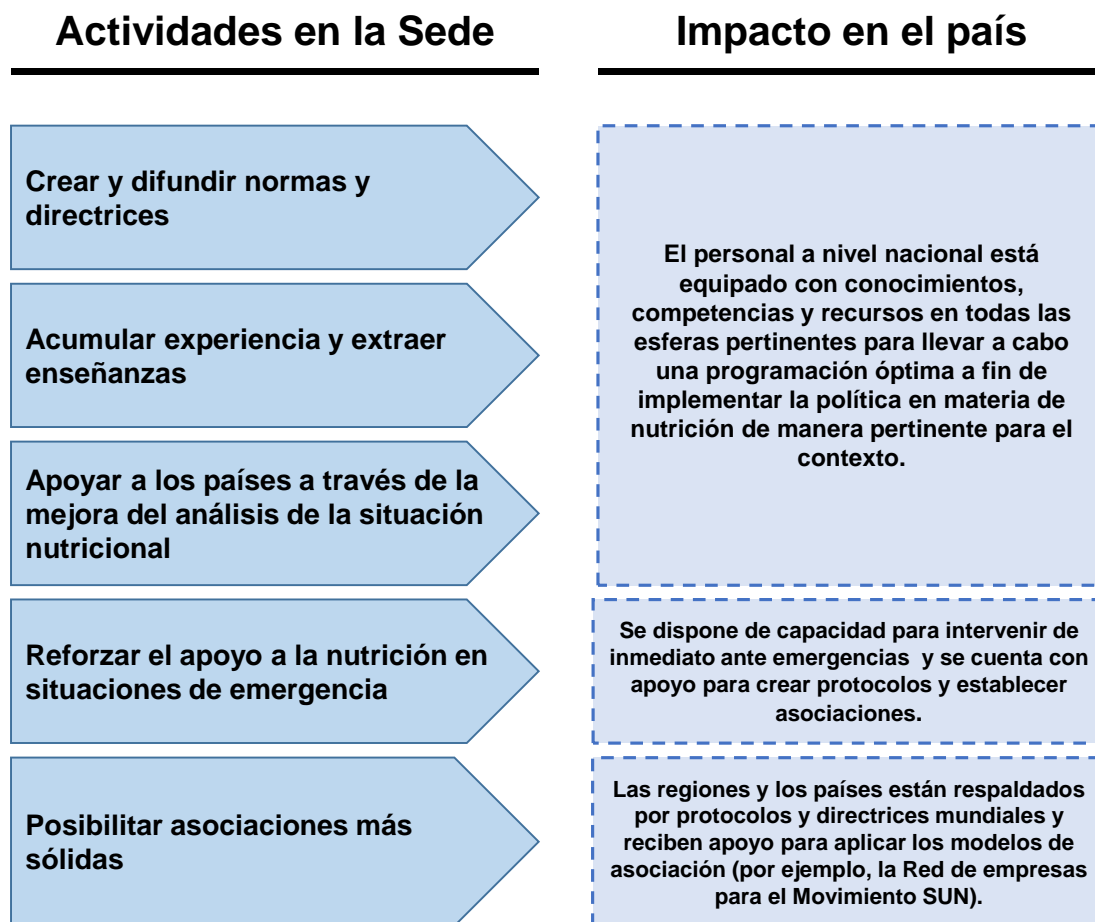 Actividades en la Sede
Impacto en el país
Crear y difundir normas y
directrices
Acumular experiencia y extraer
enseñanzas
Apoyar a los países a través de la
mejora del análisis de la situación
nutricional
El personal a nivel nacional está
equipado con conocimientos,
competencias y recursos en todas las
esferas pertinentes para llevar a cabo
una programación óptima a fin de
implementar la política en materia de
nutrición de manera pertinente para el
contexto.
Reforzar el apoyo a la nutrición en
situaciones de emergencia
Se dispone de capacidad para intervenir de
inmediato ante emergencias y se cuenta con
apoyo para crear protocolos y establecer
asociaciones.
Posibilitar asociaciones más
sólidas
Las regiones y los países están respaldados
por protocolos y directrices mundiales y
reciben apoyo para aplicar los modelos de
asociación (por ejemplo, la Red de empresas
para el Movimiento SUN).